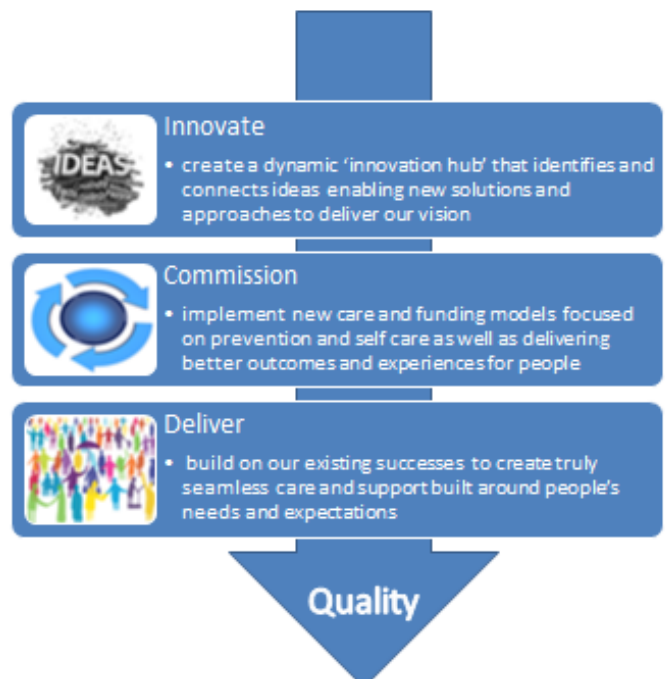 IDEAS
Innovate
• create a dynamic ‘innovation hub’ that identifies and
connects ideas enabling new solutions and
approaches to deliver our vision
Commission
• implement new care and funding models focused
on prevention and self care as well as delivering
better outcomes and experiences for people
Deliver
• build on our existing successes to create truly
seamless care and support built around people’s
needs and expectations
Quality